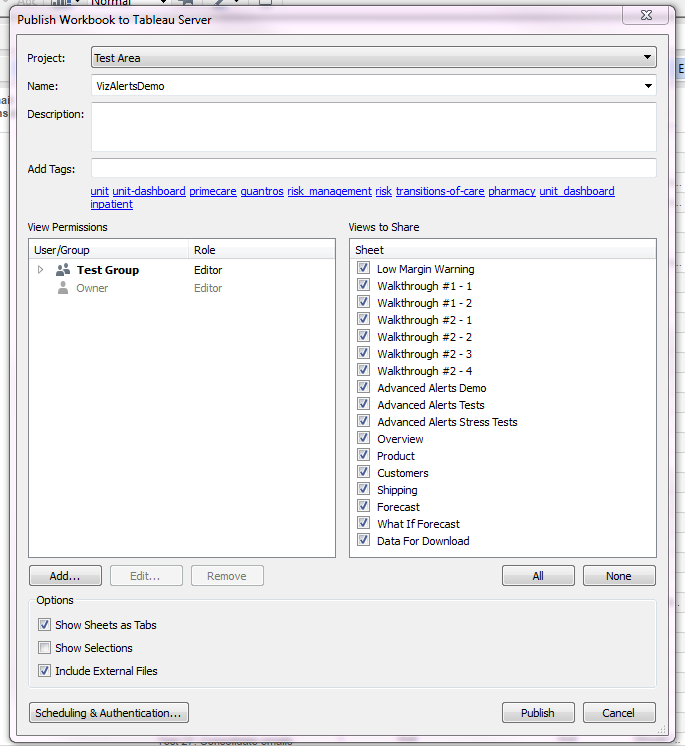 Normal
Publish Workbook to Tableau Server
Project: Test Area
Name: VizAlertsDemo
Description:
Add Tags:
unit unit-dashboard primecare quantros risk_management risk transitions-of-care pharmacy unit_dashboard
inpatient
View Permissions
User/Group Role
Test Group Editor
Owner Editor
Views to Share
Sheet
Low Margin Warning
Walkthrough #1 - 1
Walkthrough #1 - 2
Walkthrough #2 - 1
Walkthrough #2 - 2
Walkthrough #2 - 3
Walkthrough #2 - 4
Advanced Alerts Demo
Advanced Alerts Tests
Advanced Alerts Stress Tests
Overview
Product
Customers
Shipping
Forecast
What If Forecast
Data For Download
Add... Edit... Remove
All None
Options
Show Sheets as Tabs
Show Selections
Include External Files
Scheduling & Authentication...
Publish Cancel